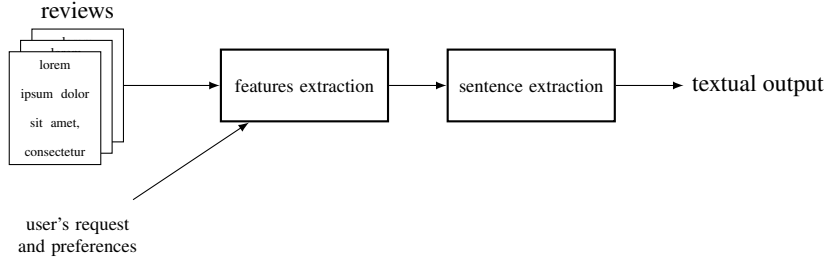 reviews
lorem
ipsum dolor
sit amet,
consectetur
features extraction
sentence extraction
textual output
user's request
and preferences